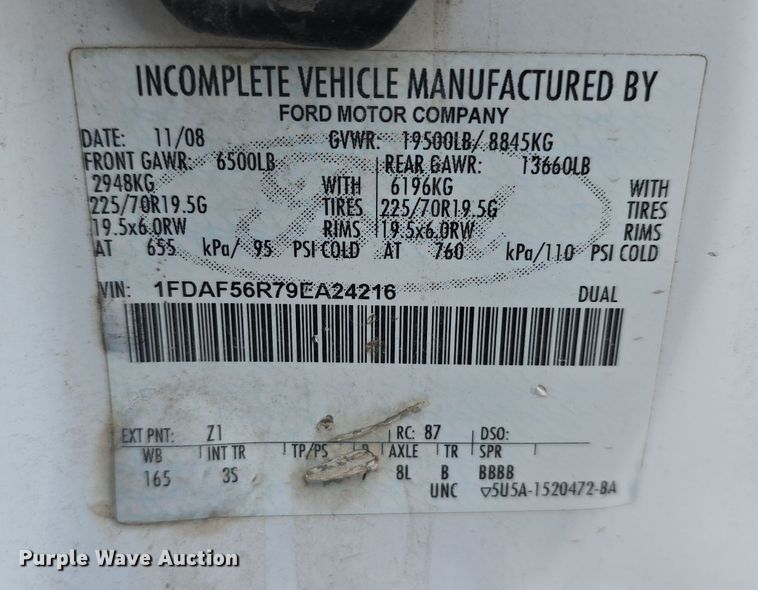 INCOMPLETE VEHICLE MANUFACTURED BY
FORD MOTOR COMPANY
DATE: 11/08 GVWR: 19500LB/ 8845KG
FRONT GAWR: 6500LB REAR GAWR: 13660LB
2948KG WITH 6196KG WITH
225/70R19.5G TIRES 225/70R19.5G TIRES
19.5x6.0RW RIMS 19.5x6.0RW RIMS
AT 655 kPa/ 95 PSI COLD AT 760 kPa/110 PSI COLD
VIN: 1FDAF56R79EA24216 DUAL
EXT PNT: Z1 RC: 87 DSO:
WB INT TR TP/PS R AXLE TR SPR
165 3S 8L B BBBB
UNC 5U5A-1520472-BA
Purple Wave Auction